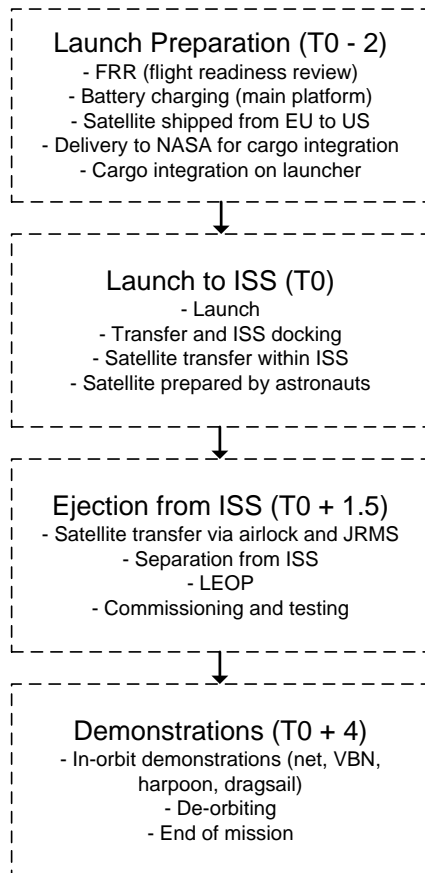 Launch Preparation (T0 - 2)
- FRR (flight readiness review)
- Battery charging (main platform)
- Satellite shipped from EU to US
- Delivery to NASA for cargo integration
- Cargo integration on launcher
Launch to ISS (T0)
- Launch
- Transfer and ISS docking
- Satellite transfer within ISS
- Satellite prepared by astronauts
Ejection from ISS (T0 + 1.5)
- Satellite transfer via airlock and JRMS
- Separation from ISS
- LEOP
- Commissioning and testing
Demonstrations (T0 + 4)
- In-orbit demonstrations (net, VBN,
harpoon, dragsail)
- De-orbiting
- End of mission